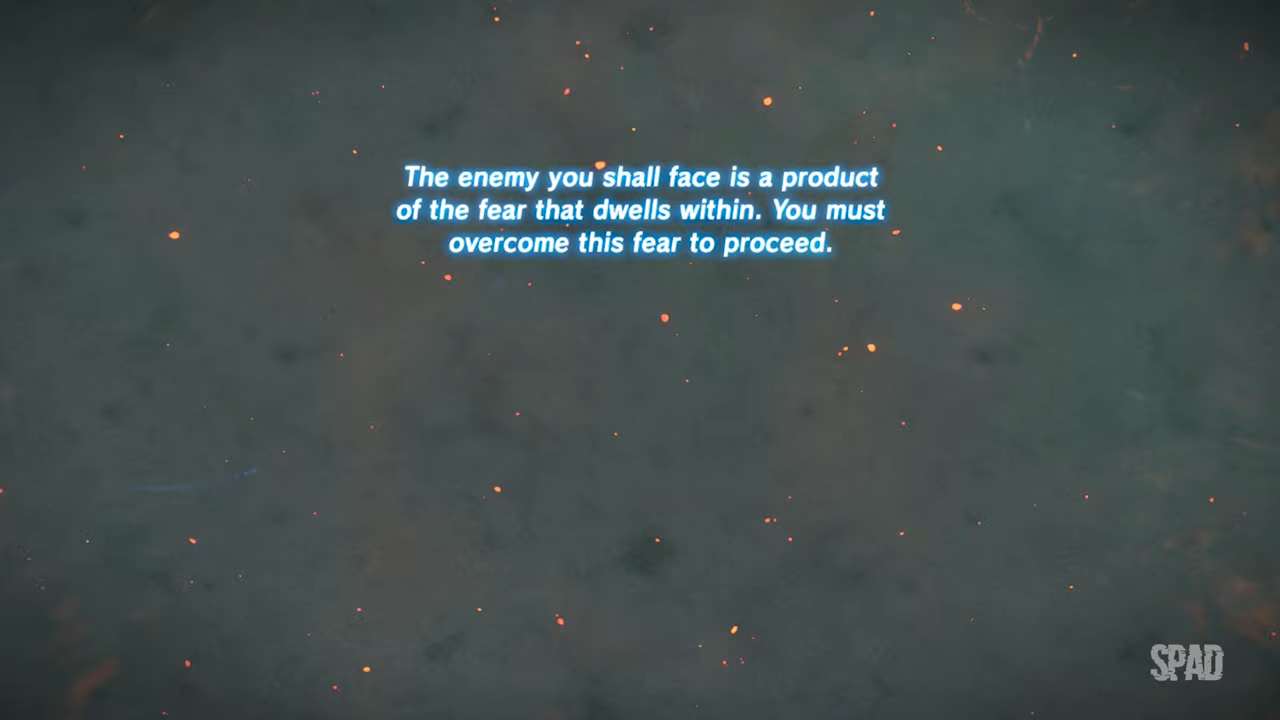 The enemy you shall face is a product
of the fear that dwells within. You must
overcome this fear to proceed.
SPAD